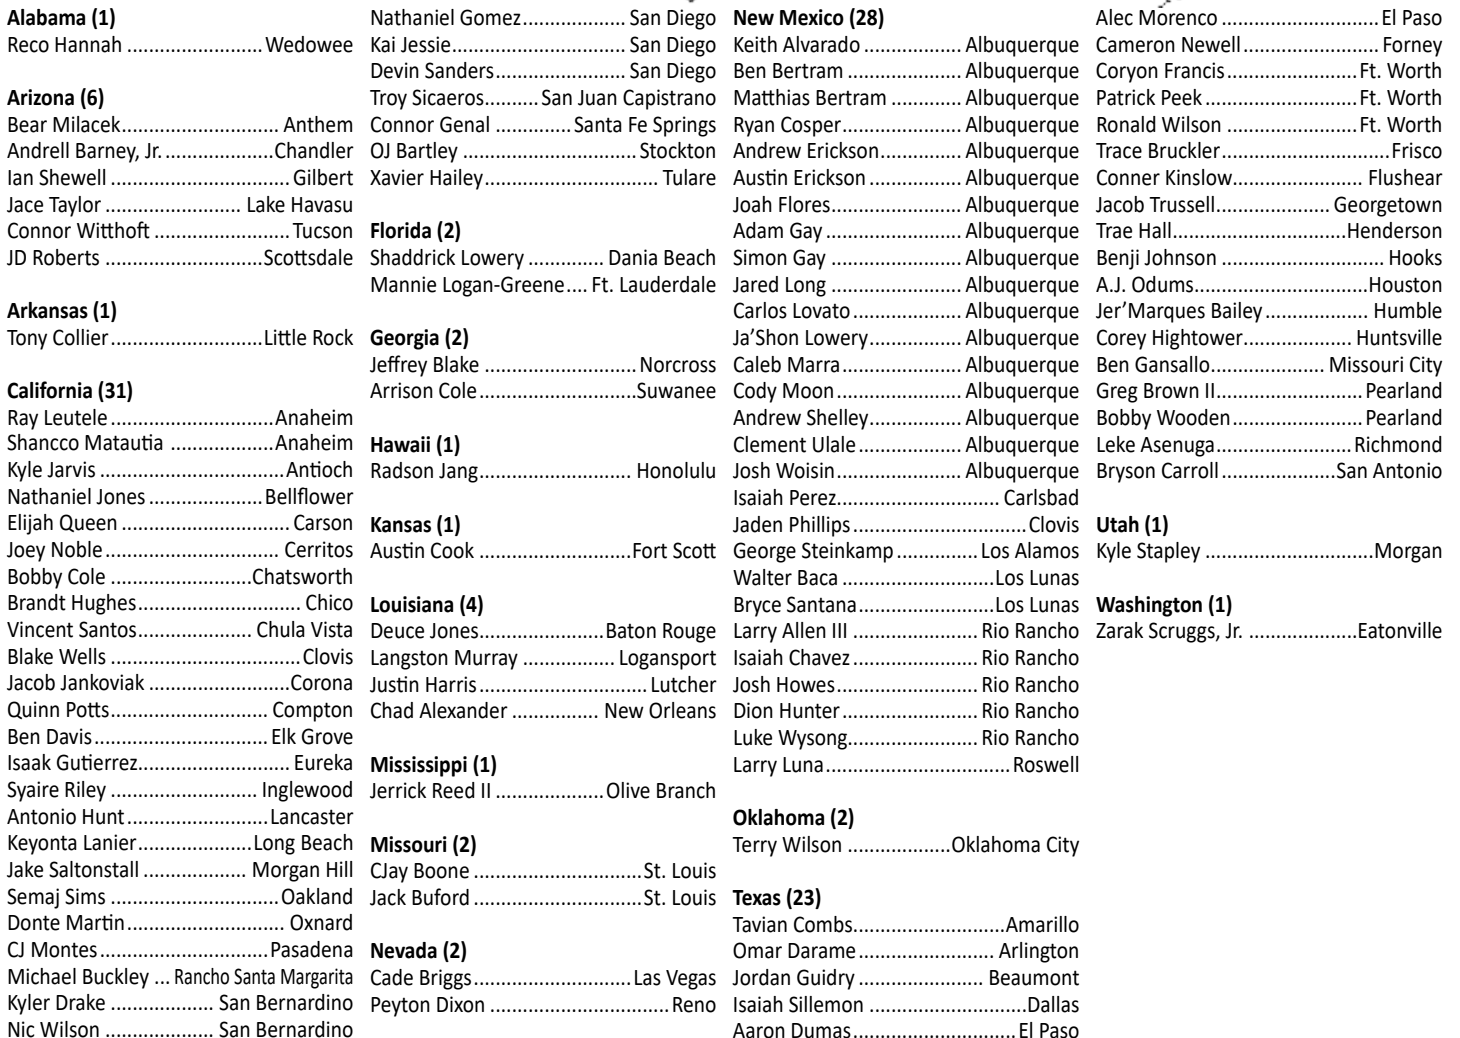 Alabama (1)
Reco Hannah ........................Wedowee
Arizona (6)
Bear Milacek............................ Anthem
Andrell Barney, Jr. ...................Chandler
Ian Shewell ................................Gilbert
Jace Taylor ........................ Lake Havasu
Connor Witthoft .........................Tucson
JD Roberts ............................Scottsdale
Arkansas (1)
Tony Collier...........................Little Rock
California (31)
Ray Leutele .............................Anaheim
Shancco Matautia ..................Anaheim
Kyle Jarvis .................................Antioch
Nathaniel Jones ....................Bellflower
Elijah Queen .............................. Carson
Joey Noble............................... Cerritos
Bobby Cole .........................Chatsworth
Brandt Hughes............................. Chico
Vincent Santos.................... Chula Vista
Blake Wells ..................................Clovis
Jacob Jankoviak .........................Corona
Quinn Potts............................ Compton
Ben Davis............................... Elk Grove
Isaak Gutierrez........................... Eureka
Syaire Riley .......................... Inglewood
Antonio Hunt.........................Lancaster
Keyonta Lanier....................Long Beach
Jake Saltonstall .................. Morgan Hill
Semaj Sims ..............................Oakland
Donte Martin............................ Oxnard
CJ Montes..............................Pasadena
Michael Buckley ... Rancho Santa Margarita
Kyler Drake .................. San Bernardino
Nic Wilson ................... San Bernardino
Nathaniel Gomez.................. San Diego
Kai Jessie............................... San Diego
Devin Sanders....................... San Diego
Troy Sicaeros..........San Juan Capistrano
Connor Genal .............Santa Fe Springs
OJ Bartley ...............................Stockton
Xavier Hailey............................... Tulare
Florida (2)
Shaddrick Lowery .............. Dania Beach
Mannie Logan-Greene.... Ft. Lauderdale
Georgia (2)
Jeffrey Blake ...........................Norcross
Arrison Cole............................Suwanee
Hawaii (1)
Radson Jang........................... Honolulu
Kansas (1)
Austin Cook ...........................Fort Scott
Louisiana (4)
Deuce Jones......................Baton Rouge
Langston Murray ................ Logansport
Justin Harris.............................. Lutcher
Chad Alexander ............... New Orleans
Mississippi (1)
Jerrick Reed II ...................Olive Branch
Missouri (2)
CJay Boone ..............................St. Louis
Jack Buford ..............................St. Louis
Nevada (2)
Cade Briggs............................Las Vegas
Peyton Dixon ................................Reno
New Mexico (28)
Keith Alvarado ................. Albuquerque
Ben Bertram .................... Albuquerque
Matthias Bertram ............ Albuquerque
Ryan Cosper..................... Albuquerque
Andrew Erickson.............. Albuquerque
Austin Erickson ................ Albuquerque
Joah Flores....................... Albuquerque
Adam Gay ........................ Albuquerque
Simon Gay ....................... Albuquerque
Jared Long ....................... Albuquerque
Carlos Lovato................... Albuquerque
Ja’Shon Lowery................ Albuquerque
Caleb Marra..................... Albuquerque
Cody Moon...................... Albuquerque
Andrew Shelley................ Albuquerque
Clement Ulale .................. Albuquerque
Josh Woisin...................... Albuquerque
Isaiah Perez............................. Carlsbad
Jaden Phillips...............................Clovis
George Steinkamp.............. Los Alamos
Walter Baca ...........................Los Lunas
Bryce Santana........................Los Lunas
Larry Allen III ....................... Rio Rancho
Isaiah Chavez...................... Rio Rancho
Josh Howes......................... Rio Rancho
Dion Hunter........................ Rio Rancho
Luke Wysong....................... Rio Rancho
Larry Luna.................................Roswell
Oklahoma (2)
Terry Wilson ..................Oklahoma City
Texas (23)
Tavian Combs...........................Amarillo
Omar Darame........................ Arlington
Jordan Guidry ........................ Beaumont
Isaiah Sillemon .............................Dallas
Aaron Dumas.............................El Paso
Alec Morenco ............................El Paso
Cameron Newell........................ Forney
Coryon Francis.......................Ft. Worth
Patrick Peek...........................Ft. Worth
Ronald Wilson .......................Ft. Worth
Trace Bruckler..............................Frisco
Conner Kinslow....................... Flushear
Jacob Trussell.................... Georgetown
Trae Hall...............................Henderson
Benji Johnson .............................. Hooks
A.J. Odums...............................Houston
Jer’Marques Bailey.................. Humble
Corey Hightower................... Huntsville
Ben Gansallo.................... Missouri City
Greg Brown II.......................... Pearland
Bobby Wooden....................... Pearland
Leke Asenuga........................Richmond
Bryson Carroll....................San Antonio
Utah (1)
Kyle Stapley ..............................Morgan
Washington (1)
Zarak Scruggs, Jr. ...................Eatonville